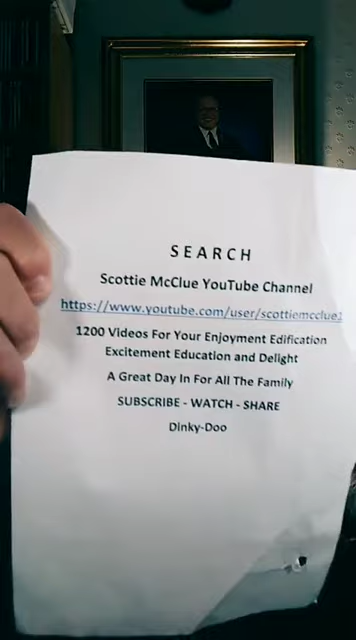 SEARCH
Scottie McClue YouTube Channel
https://www.youtube.com/user/scottiemcclue1
1200 Videos For Your Enjoyment Edification
Excitement Education and Delight
A Great Day In For All The Family
SUBSCRIBE - WATCH - SHARE
Dinky-Doo